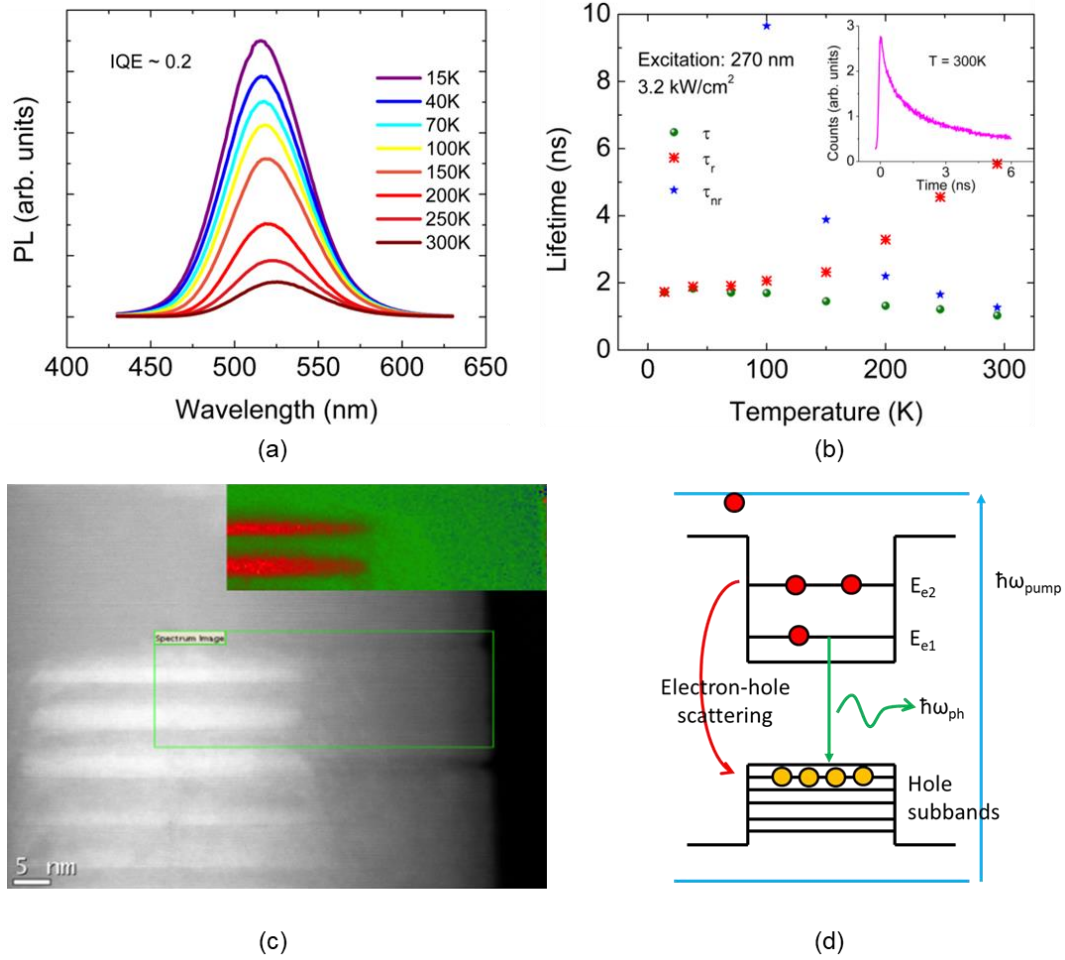 IQE ~ 0.2
15K
40K
70K
100K
150K
200K
250K
300K
PL (arb. units)
400 450 500 550 600 650
Wavelength (nm)
(a)
10
8
6
4
2
0
Lifetime (ns)
Excitation: 270 nm
3.2 kW/cm²
τ
τr
τnr
3
2
1
0
Counts (arb. units)
T = 300K
0 3 6
Time (ns)
0 100 200 300
Temperature (K)
(b)
Spectrum Image
5 nm
(c)
Ee2
Ee1
ħωpump
Electron-hole
scattering
ħωph
Hole
subbands
(d)